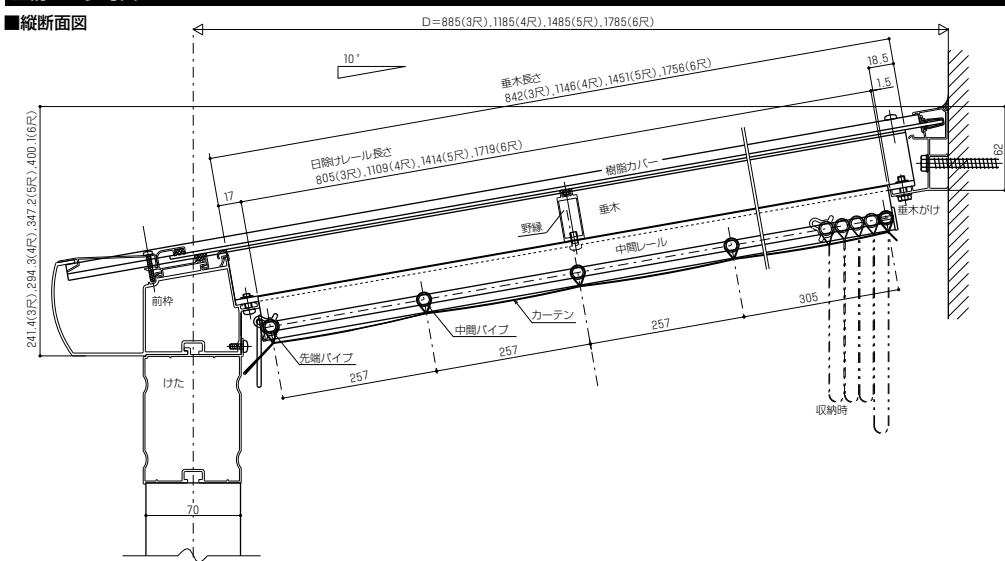 ■縦断面図
D=885(3尺),1185(4尺),1485(5尺),1785(6尺)
10°
垂木長さ
842(3尺),1146(4尺),1451(5尺),1756(6尺)
18.5
1.5
日除けレール長さ
805(3尺),1109(4尺),1414(5尺),1719(6尺)
17
樹脂カバー
62
241.4(3尺),294.3(4尺),347.2(5尺),400.1(6尺)
野縁
垂木
垂木がけ
中間レール
前枠
305
カーテン
257
中間パイプ
257
先端パイプ
257
けた
収納時
70